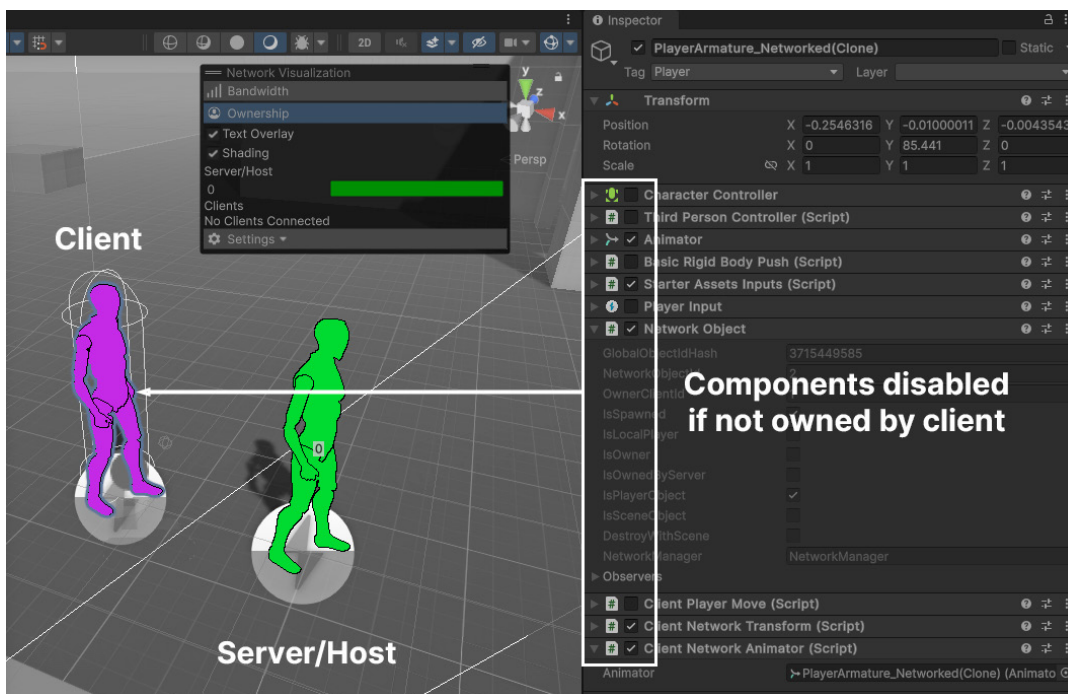 Inspector
PlayerArmature_Networked(Clone)
Static
Tag Player
Layer
2D
Network Visualization
Bandwidth
Ownership
Text Overlay
Shading
Server/Host
0
Clients
No Clients Connected
Settings
y
z
x
Persp
Transform
Position X -0.2546316 Y -0.01000011 Z -0.0043543
Rotation X 0 Y 85.441 Z 0
Scale X 1 Y 1 Z 1
Character Controller
Third Person Controller (Script)
Animator
Basic Rigid Body Push (Script)
Starter Assets Inputs (Script)
Player Input
Network Object
GlobalObjectIdHash 3715449585
IsSpawned
IsLocalPlayer
IsOwner
IsOwnedByServer
IsPlayerObject
IsSceneObject
DestroyWithScene
NetworkManager NetworkManager
Observers
Client Player Move (Script)
Client Network Transform (Script)
Client Network Animator (Script)
Animator PlayerArmature_Networked(Clone) (Animato
Client
0
Server/Host
Components disabled
if not owned by client